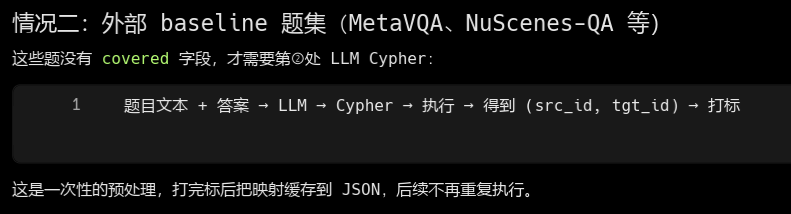 情况二：外部 baseline 题集（MetaVQA、NuScenes-QA 等）
这些题没有 covered 字段，才需要第②处 LLM Cypher：
1 题目文本 + 答案 → LLM → Cypher → 执行 → 得到 (src_id, tgt_id) → 打标
这是一次性的预处理，打完标后把映射缓存到 JSON，后续不再重复执行。